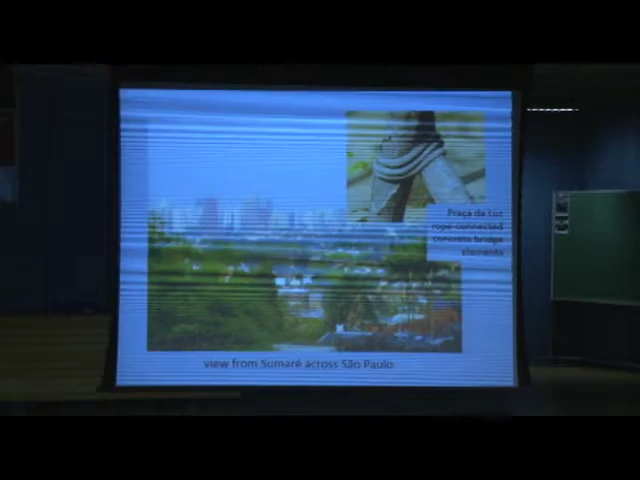 Praça da Luz
rope-connected
concrete bridge
elements
view from Sumaré across São Paulo